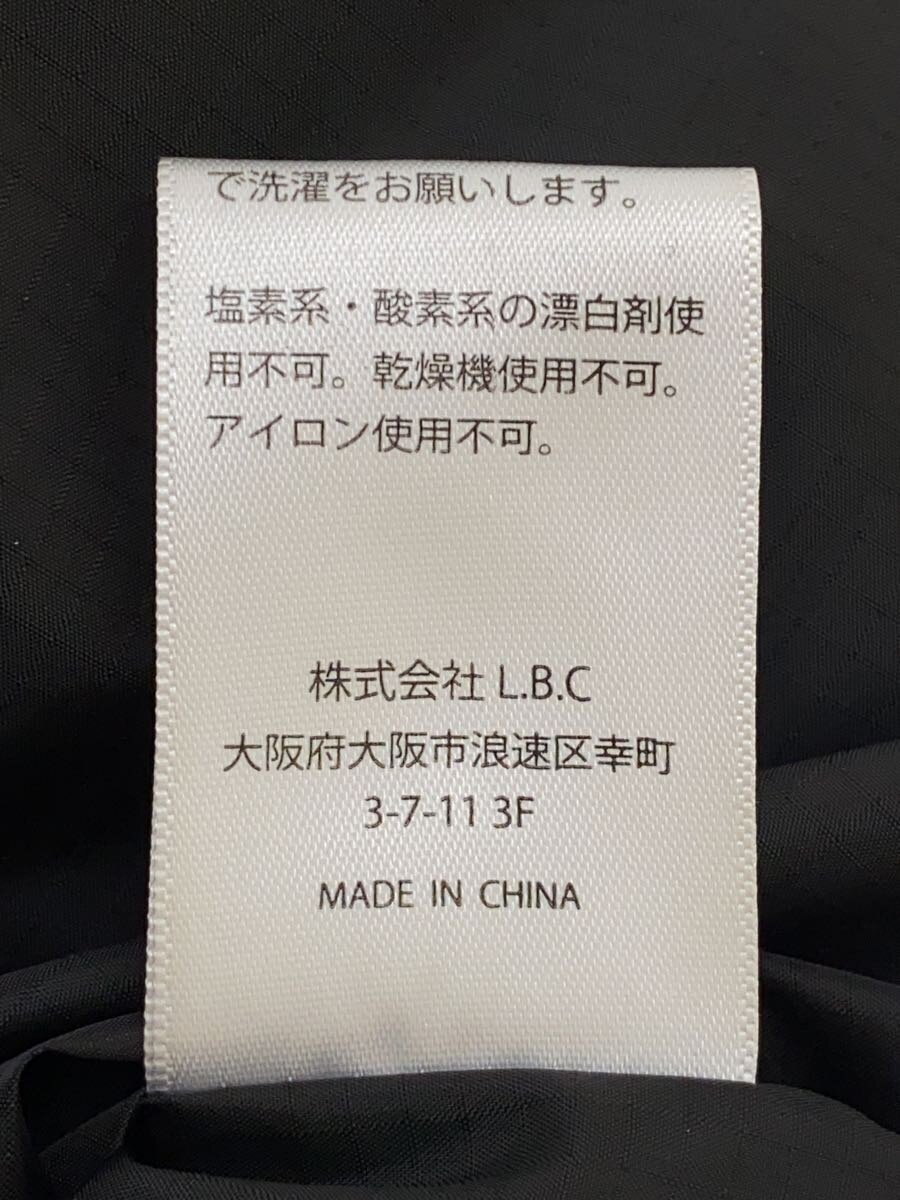 で洗濯をお願いします。
塩素系・酸素系の漂白剤使
用不可。乾燥機使用不可。
アイロン使用不可。
株式会社 L.B.C
大阪府大阪市浪速区幸町
3-7-11 3F
MADE IN CHINA